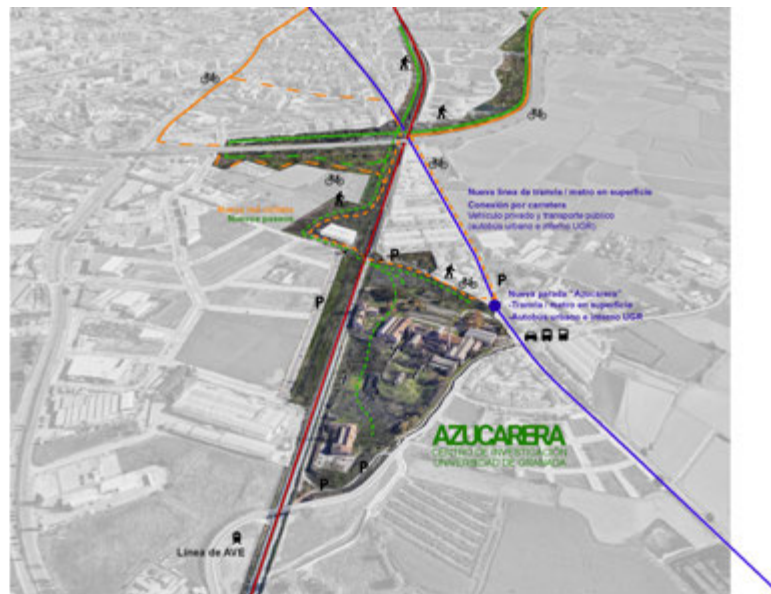 Nueva línea de tranvía / metro en superficie
Conexión por carretera
Vehículo privado y transporte público
(autobús urbano e interno UGR)
Nuevos paseos
P
P
P
Nueva parada "Azucarera"
-Tranvía / metro en superficie
-Autobús urbano e interno UGR
AZUCARERA
CENTRO DE INVESTIGACIÓN
UNIVERSIDAD DE GRANADA
P
P
Línea de AVE